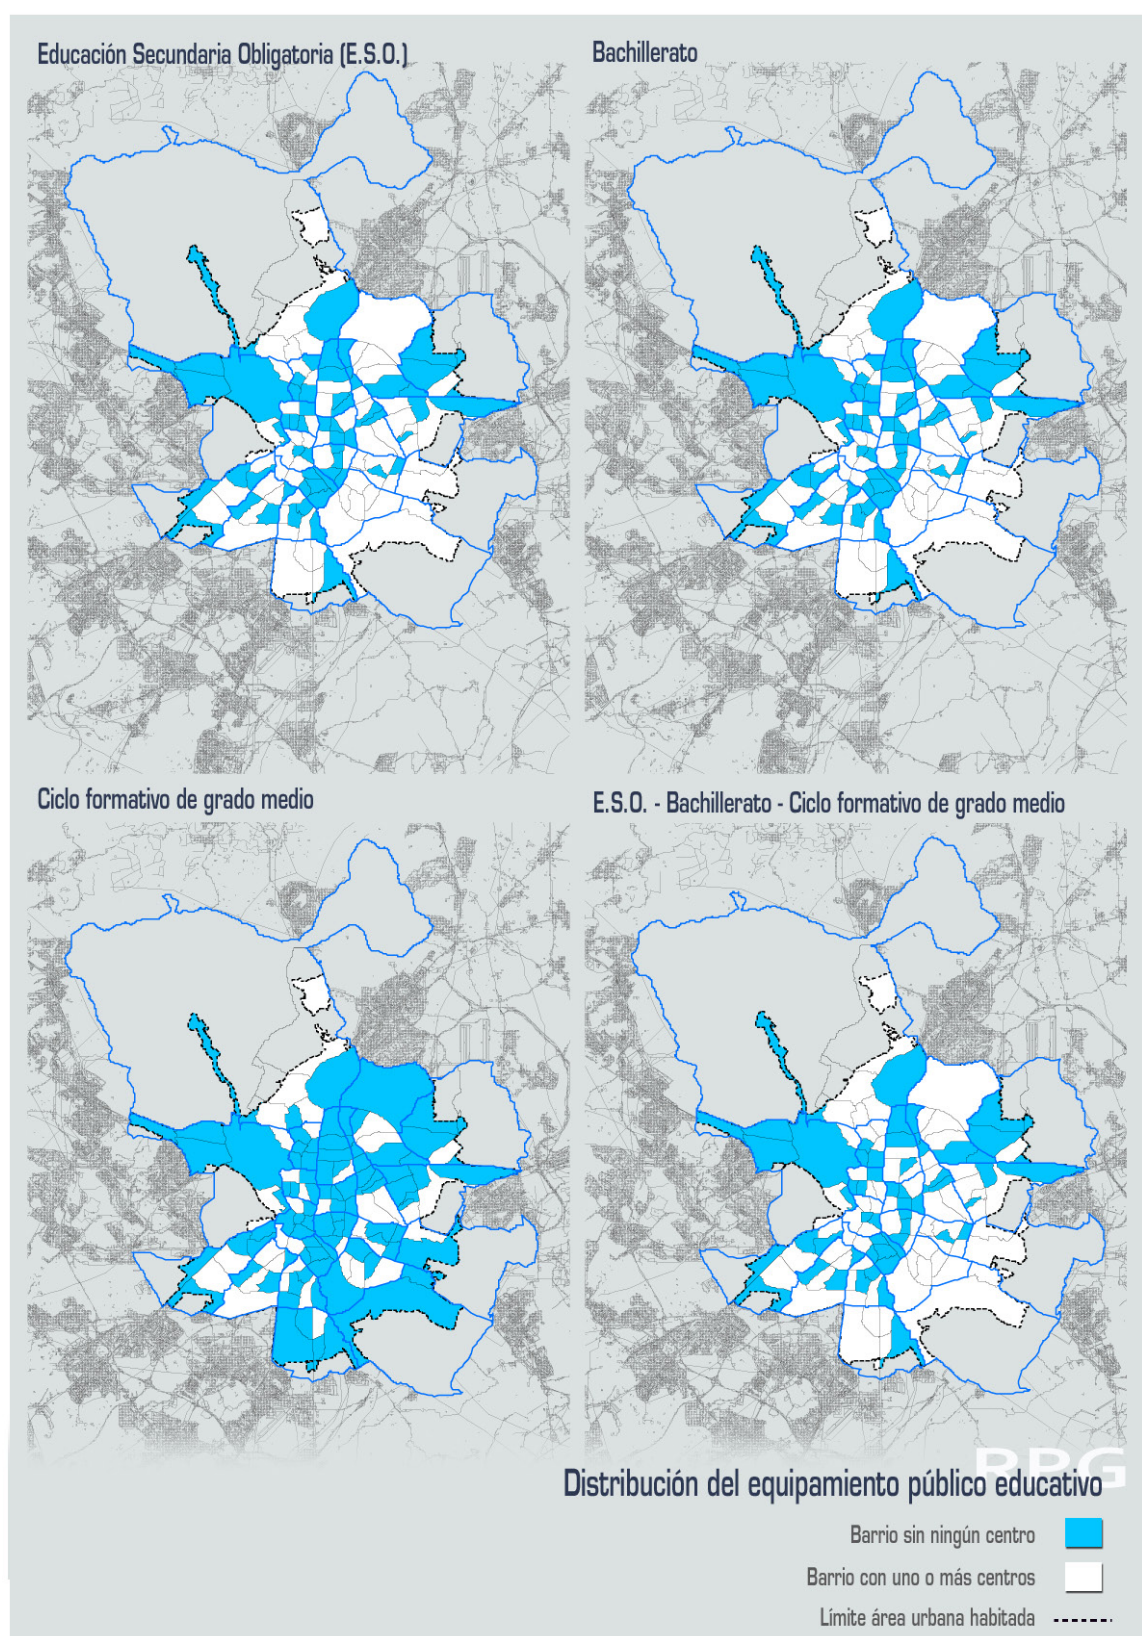 Educación Secundaria Obligatoria (E.S.O.)
Bachillerato
Ciclo formativo de grado medio
E.S.O. - Bachillerato - Ciclo formativo de grado medio
RPG
Distribución del equipamiento público educativo
Barrio sin ningún centro
Barrio con uno o más centros
Límite área urbana habitada